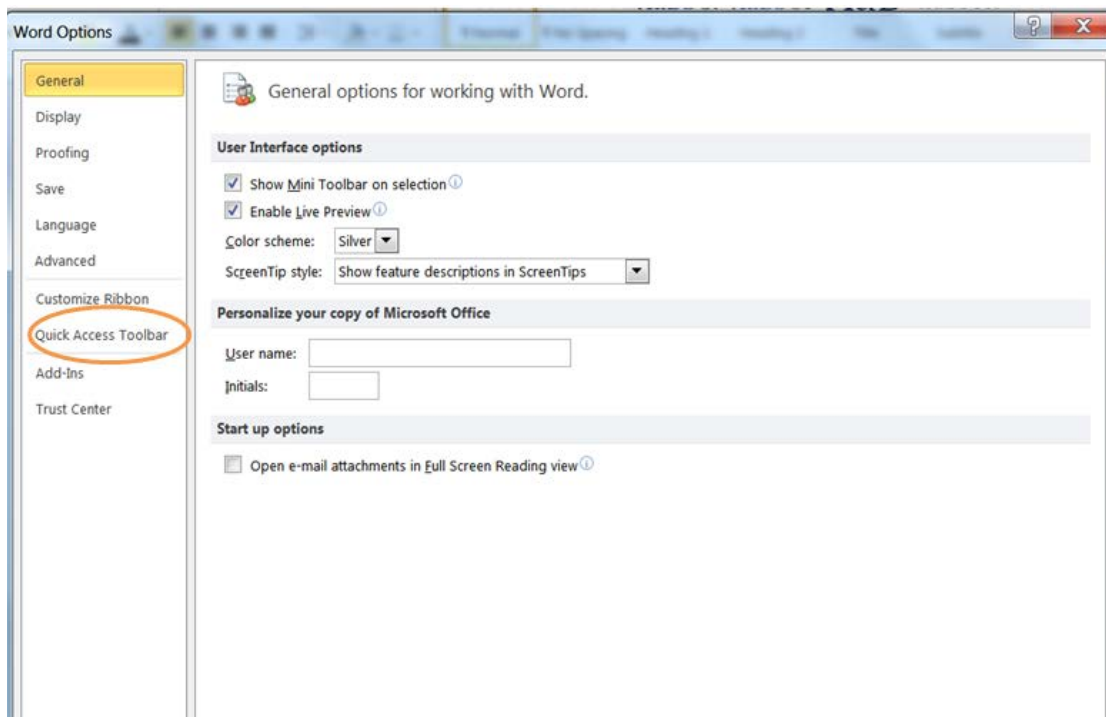 Word Options
General
Display
Proofing
Save
Language
Advanced
Customize Ribbon
Quick Access Toolbar
Add-Ins
Trust Center
General options for working with Word.
User Interface options
Show Mini Toolbar on selection
Enable Live Preview
Color scheme: Silver
ScreenTip style: Show feature descriptions in ScreenTips
Personalize your copy of Microsoft Office
User name:
Initials:
Start up options
Open e-mail attachments in Full Screen Reading view